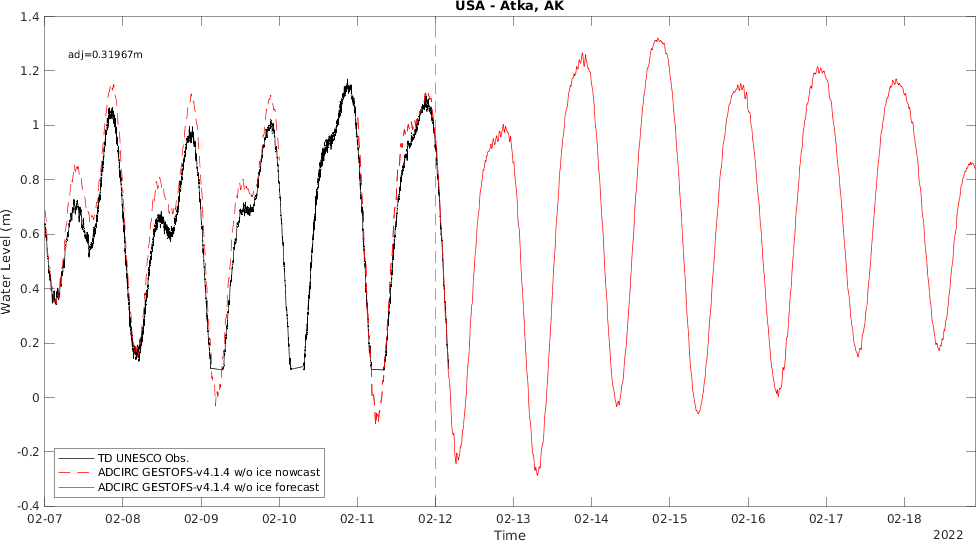 USA - Atka, AK
adj=0.31967m
1.4
1.2
1
0.8
0.6
0.4
0.2
0
-0.2
-0.4
Water Level (m)
TD UNESCO Obs.
ADCIRC GESTOFS-v4.1.4 w/o ice nowcast
ADCIRC GESTOFS-v4.1.4 w/o ice forecast
02-07 02-08 02-09 02-10 02-11 02-12 02-13 02-14 02-15 02-16 02-17 02-18
Time
2022